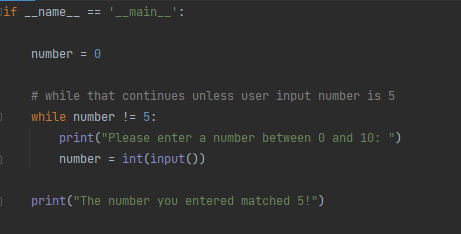 if __name__ == '__main__':
number = 0
# while that continues unless user input number is 5
while number != 5:
print("Please enter a number between 0 and 10: ")
number = int(input())
print("The number you entered matched 5!")